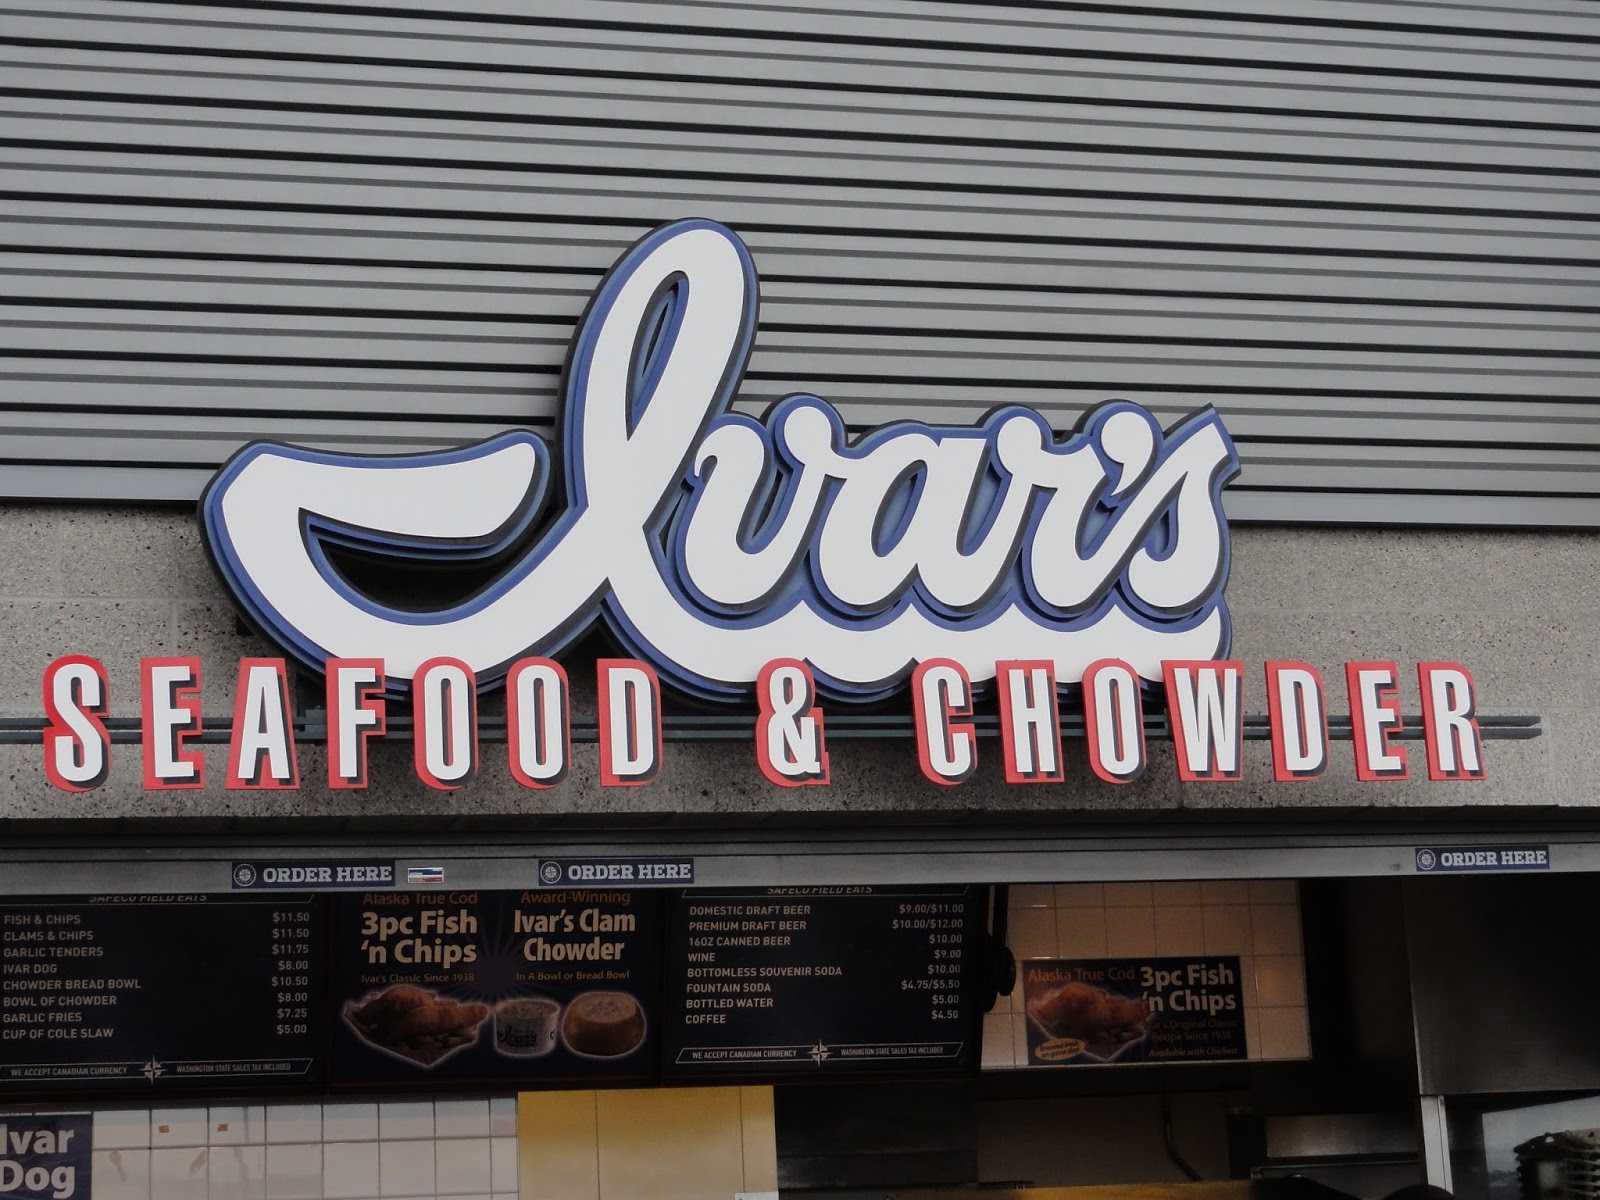 Ivar's
SEAFOOD & CHOWDER
ORDER HERE
ORDER HERE
ORDER HERE
SAFECO FIELD EATS
FISH & CHIPS $11.50
CLAMS & CHIPS $11.50
GARLIC TENDERS $11.75
IVAR DOG $8.00
CHOWDER BREAD BOWL $10.50
BOWL OF CHOWDER $8.00
GARLIC FRIES $7.25
CUP OF COLE SLAW $5.00
WE ACCEPT CANADIAN CURRENCY WASHINGTON STATE SALES TAX INCLUDED
Alaska True Cod
3pc Fish
'n Chips
Ivar's Classic Since 1938
Award-Winning
Ivar's Clam
Chowder
In A Bowl or Bread Bowl
SAFECO FIELD EATS
DOMESTIC DRAFT BEER $9.00/$11.00
PREMIUM DRAFT BEER $10.00/$12.00
16OZ CANNED BEER $10.00
WINE $9.00
BOTTOMLESS SOUVENIR SODA $10.00
FOUNTAIN SODA $4.75/$5.50
BOTTLED WATER $5.00
COFFEE $4.50
WE ACCEPT CANADIAN CURRENCY WASHINGTON STATE SALES TAX INCLUDED
Alaska True Cod
3pc Fish
'n Chips
Ivar's Original Classic
Recipe Since 1938
Available with Chicken
Ivar
Dog